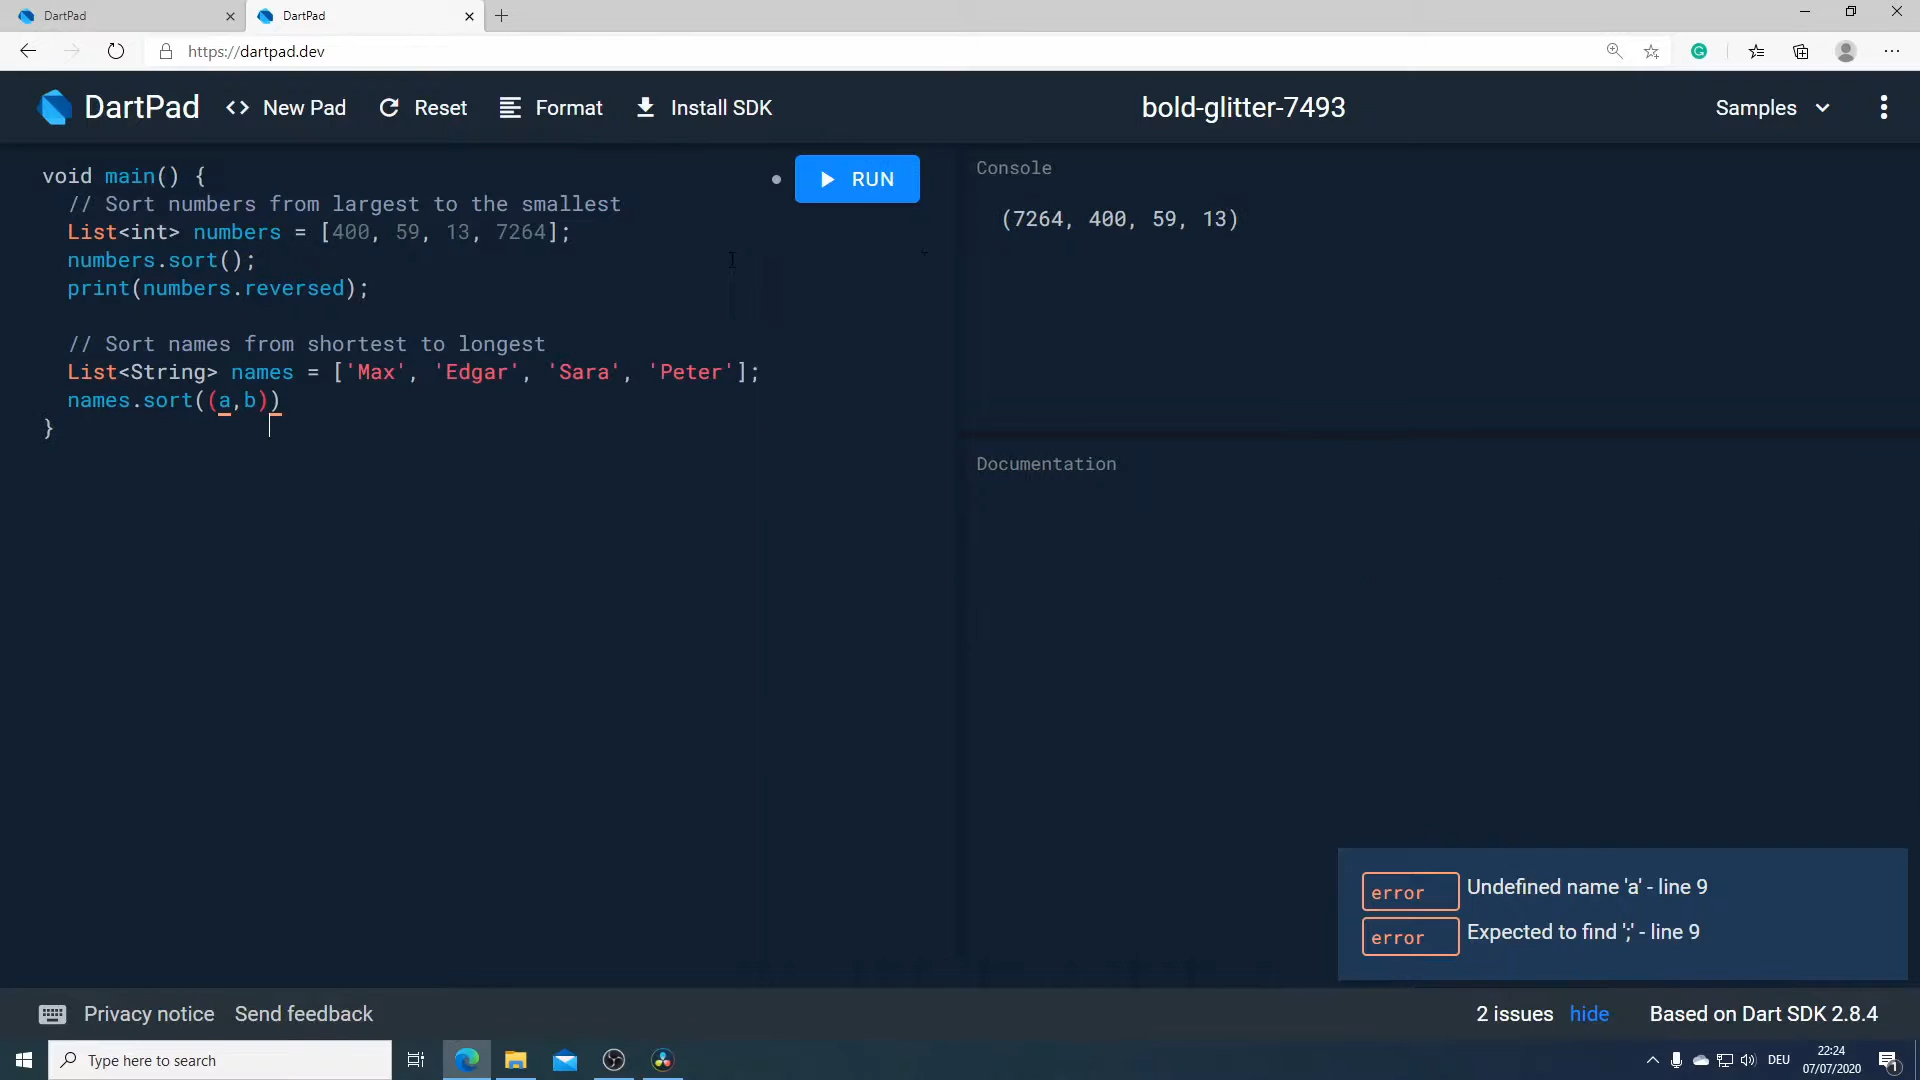 DartPad
DartPad
https://dartpad.dev
DartPad
<> New Pad
Reset
Format
Install SDK
bold-glitter-7493
Samples
void main() {
// Sort numbers from largest to the smallest
List<int> numbers = [400, 59, 13, 7264];
numbers.sort();
print(numbers.reversed);
// Sort names from shortest to longest
List<String> names = ['Max', 'Edgar', 'Sara', 'Peter'];
names.sort((a,b))
}
RUN
Console
(7264, 400, 59, 13)
Documentation
error Undefined name 'a' - line 9
error Expected to find ';' - line 9
Privacy notice
Send feedback
2 issues
hide
Based on Dart SDK 2.8.4
Type here to search
DEU
22:24
07/07/2020
1